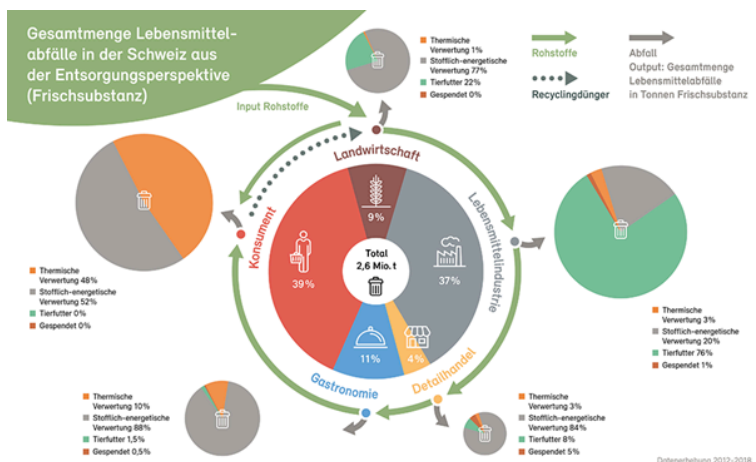 Gesamtmenge Lebensmittel-
abfälle in der Schweiz aus
der Entsorgungsperspektive
(Frischsubstanz)
Thermische
Verwertung 1%
Stofflich-energetische
Verwertung 77%
Tierfutter 22%
Gespendet 0%
Rohstoffe
Recyclingdünger
Abfall
Output: Gesamtmenge
Lebensmittelabfälle
in Tonnen Frischsubstanz
Input Rohstoffe
Landwirtschaft
9%
Lebensmittelindustrie
37%
Detailhandel
4%
Gastronomie
11%
Konsument
39%
Total
2,6 Mio. t
Thermische
Verwertung 48%
Stofflich-energetische
Verwertung 52%
Tierfutter 0%
Gespendet 0%
Thermische
Verwertung 3%
Stofflich-energetische
Verwertung 20%
Tierfutter 76%
Gespendet 1%
Thermische
Verwertung 10%
Stofflich-energetische
Verwertung 88%
Tierfutter 1,5%
Gespendet 0,5%
Thermische
Verwertung 3%
Stofflich-energetische
Verwertung 84%
Tierfutter 8%
Gespendet 5%
Datenerhebung 2012-2018